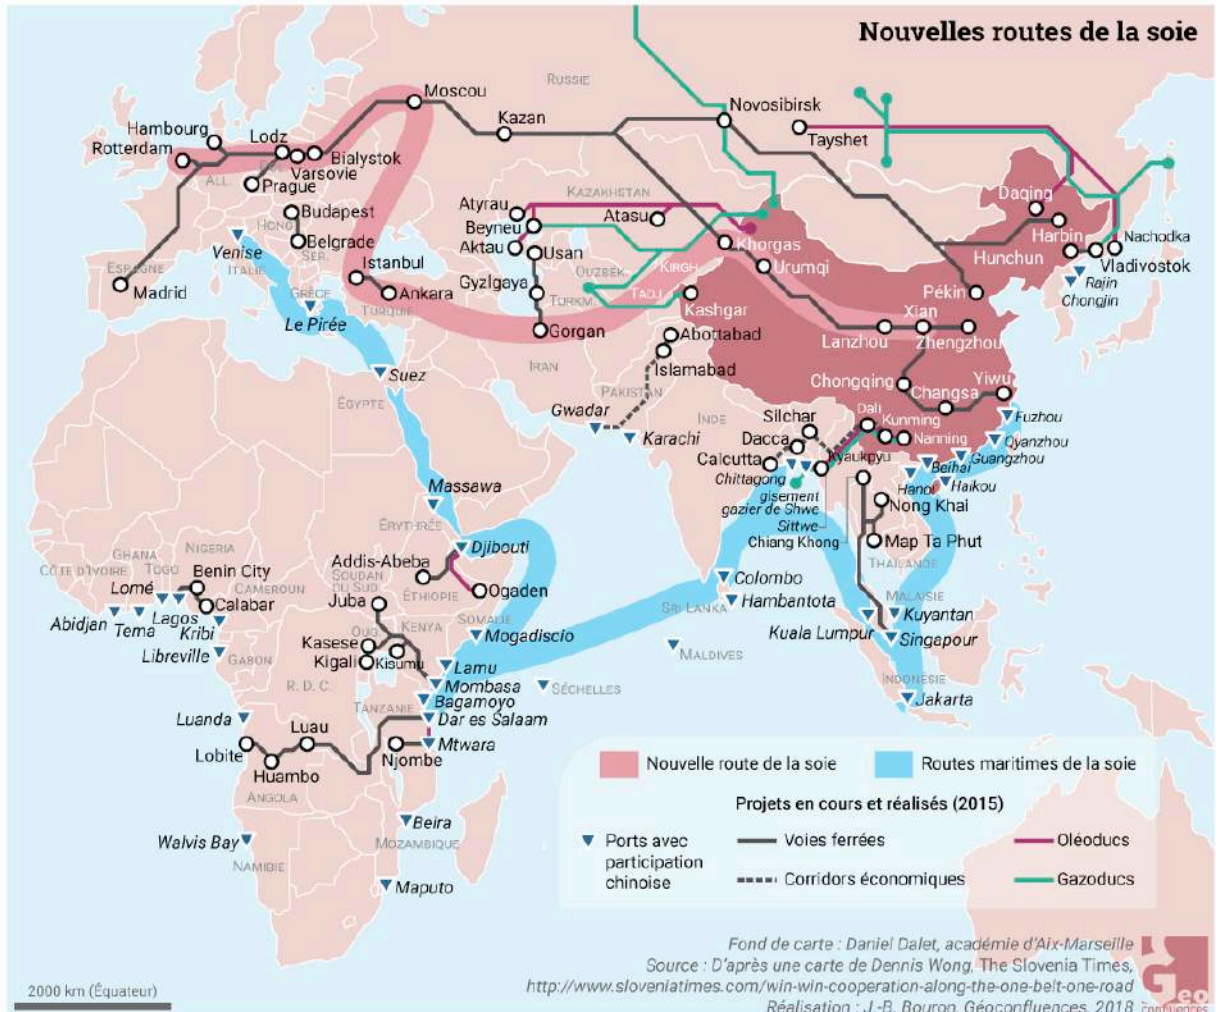 Nouvelles routes de la soie
RUSSIE
Moscou
Kazan
Novosibirsk
Tayshet
Hambourg
Rotterdam
Lodz
Bialystok
Varsovie
ALL.
Prague
KAZAKHSTAN
Daqing
Atyrau
Beyneu
Aktau
Atasu
Budapest
HONG
Belgrade
SER.
Usan
Khorgas
Urumqi
Harbin
Hunchun
Nachodka
Vladivostok
Rajin
Chongjin
Venise
ITALIE
Istanbul
Ankara
TURQUIE
Gyzlgaya
OUZBÉK.
KIRGH.
TADJ.
TURKM.
Kashgar
Pékin
ESPAGNE
Madrid
GRÈCE
Le Pirée
Gorgan
Xian
Lanzhou
Zhengzhou
Abottabad
Islamabad
IRAN
PAKISTAN
Suez
ÉGYPTE
Chongqing
Changsa
Yiwu
Gwadar
Karachi
INDE
Silchar
Dacca
Calcutta
Chittagong
Dali
Kunming
Nanning
Kyaukpyu
Fuzhou
Qyanzhou
Guangzhou
Beihai
Haikou
Hanoi
gisement
gazier de Shwe
Sittwe
Chiang Khong
Nong Khai
Map Ta Phut
THAÏLANDE
Massawa
ÉRYTHRÉE
Djibouti
Addis-Abeba
SOUDAN
DU SUD
ÉTHIOPIE
Ogaden
GHANA
NIGERIA
CÔTE D'IVOIRE
TOGO
CAMEROUN
Benin City
Lomé
Calabar
Lagos
Abidjan
Tema
Kribi
Libreville
GABON
Juba
OUG.
KENYA
SOMALIE
Mogadiscio
Kasese
Kigali
Kisumu
Lamu
Mombasa
Bagamoyo
R. D. C.
TANZANIE
Dar es Salaam
Mtwara
Colombo
Hambantota
SRI LANKA
MALDIVES
SÉCHELLES
MALAISIE
Kuala Lumpur
Kuyantan
Singapour
INDONÉSIE
Jakarta
Luanda
Lobite
Luau
Huambo
Njombe
ANGOLA
Walvis Bay
NAMIBIE
Beira
MOZAMBIQUE
Maputo
Nouvelle route de la soie
Routes maritimes de la soie
Projets en cours et réalisés (2015)
Ports avec
participation
chinoise
Voies ferrées
Corridors économiques
Oléoducs
Gazoducs
Fond de carte : Daniel Dalet, académie d'Aix-Marseille
Source : D'après une carte de Dennis Wong, The Slovenia Times,
http://www.sloveniatimes.com/win-win-cooperation-along-the-one-belt-one-road
Réalisation : J.-B. Bouron, Géoconfluences, 2018
Geo
confluences
2000 km (Équateur)